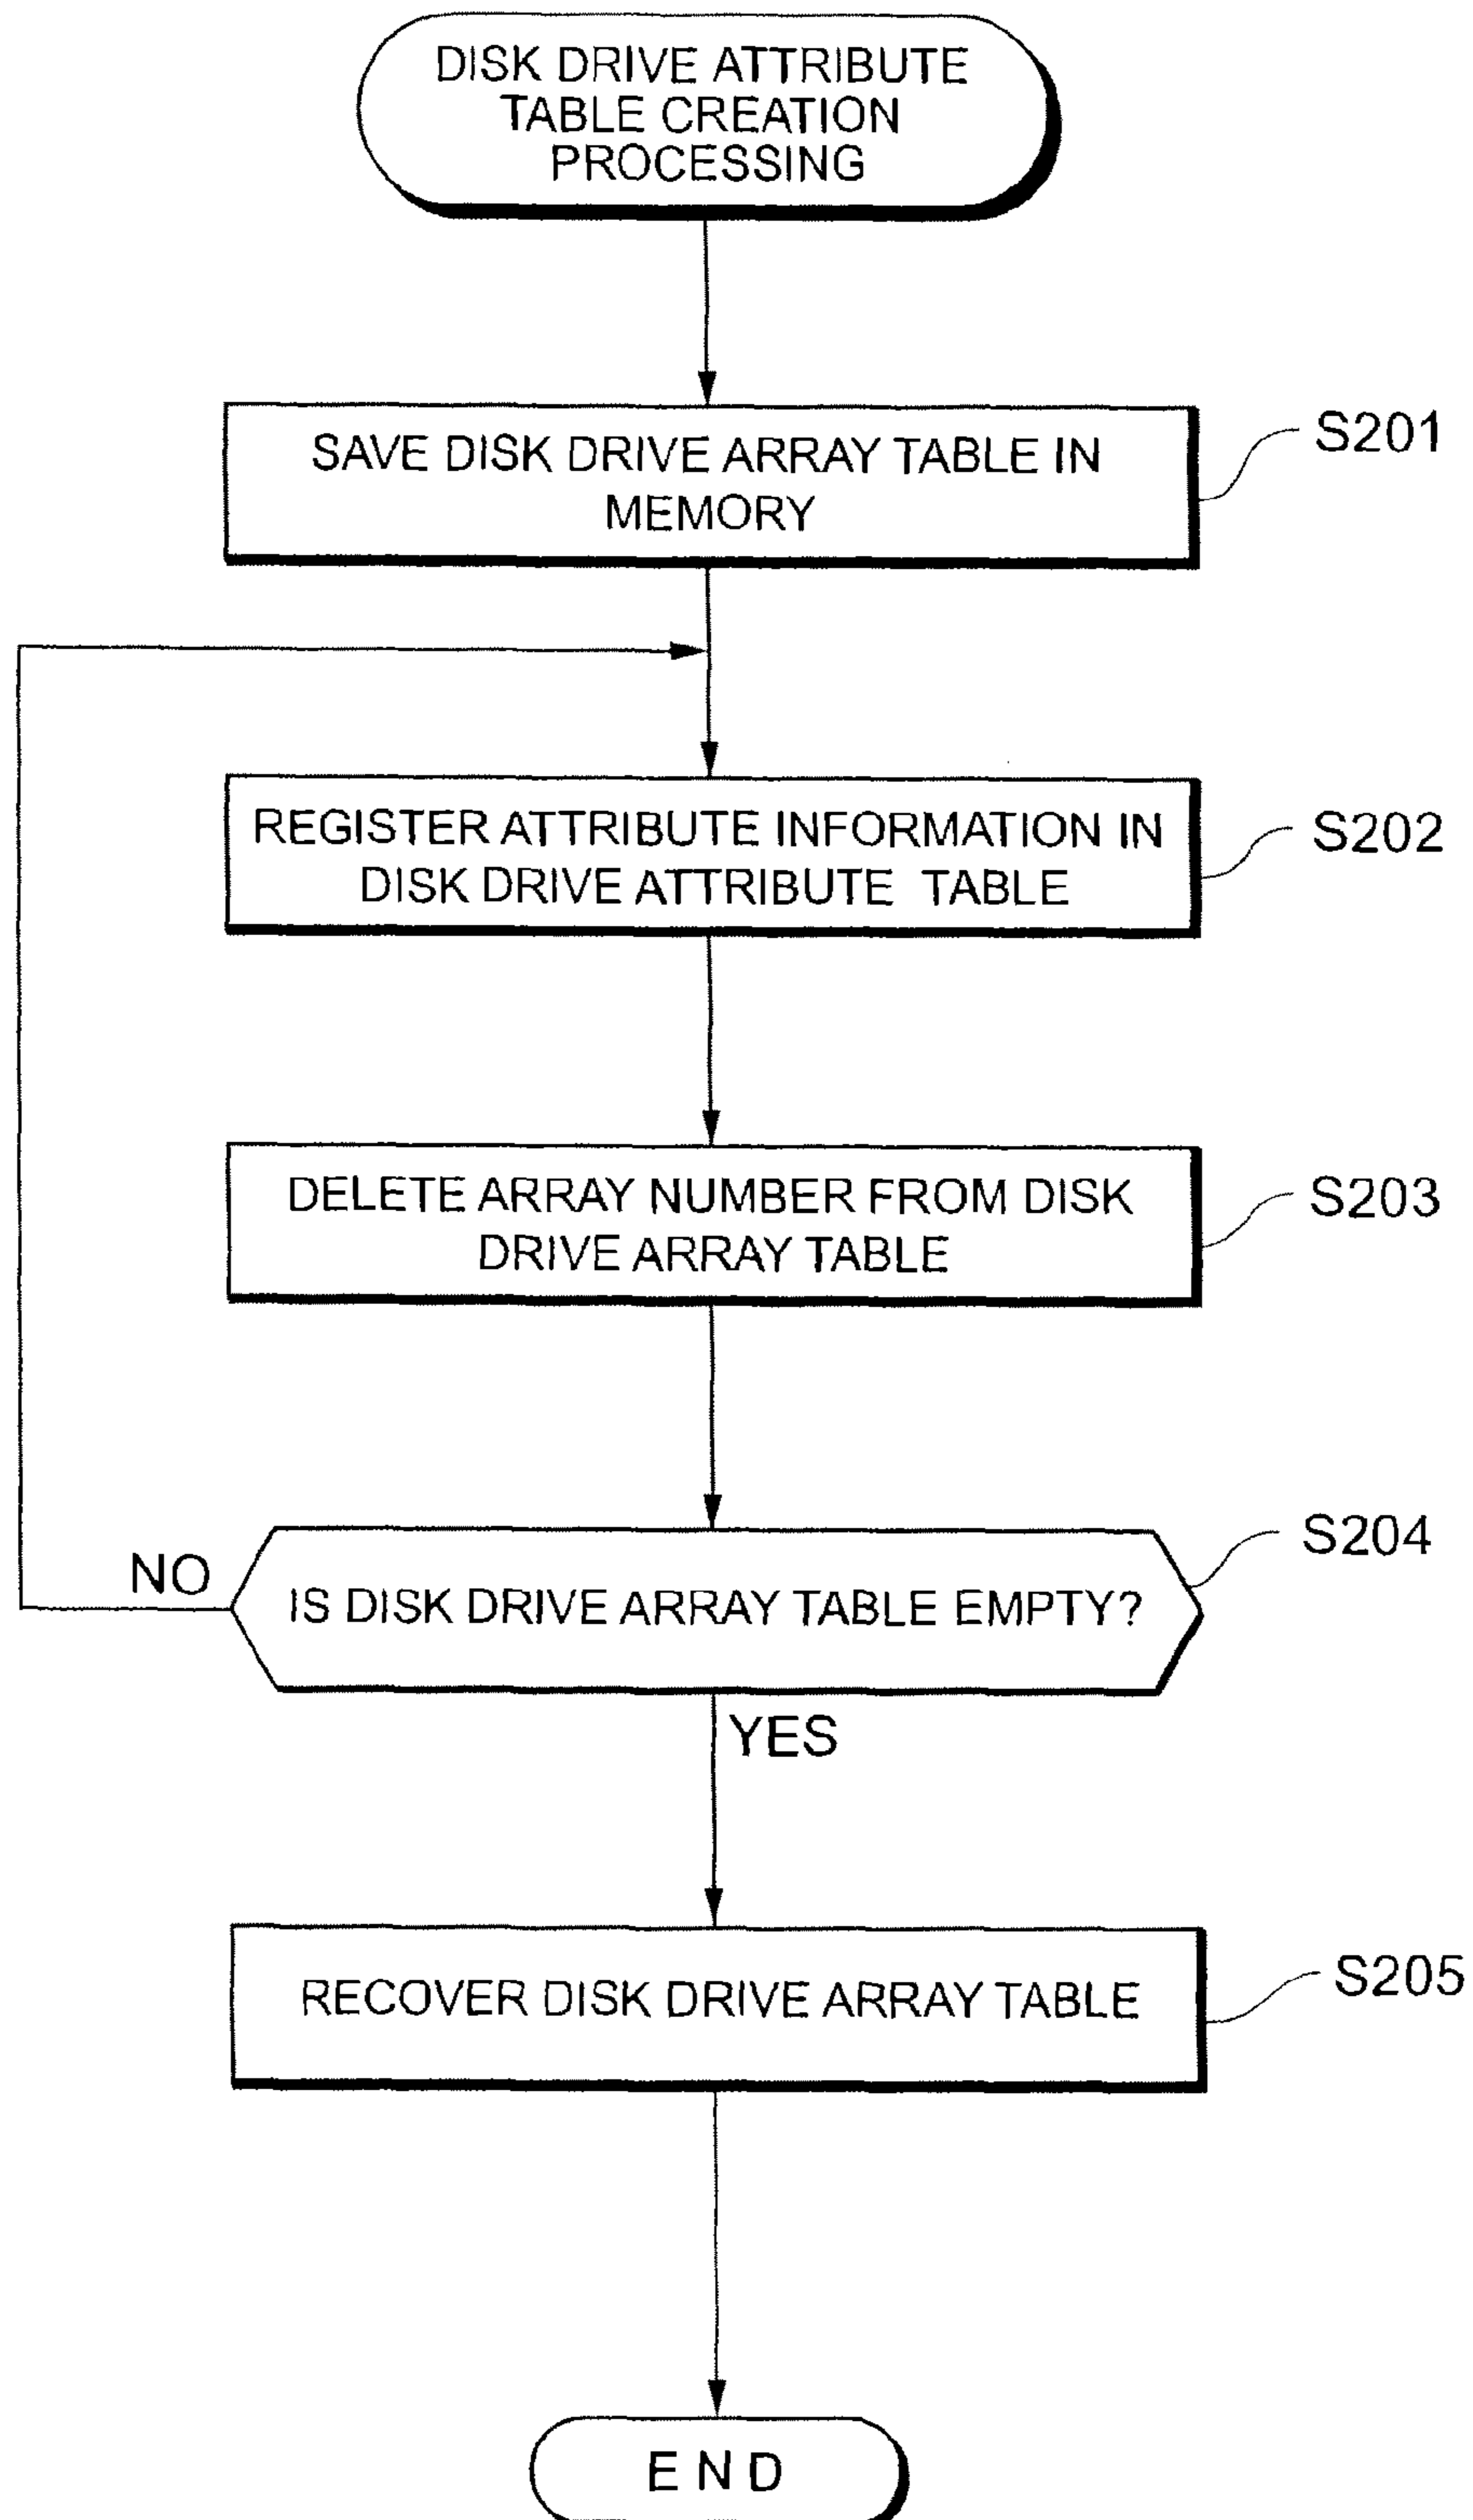 DISK DRIVE ATTRIBUTE
TABLE CREATION
PROCESSING
SAVE DISK DRIVE ARRAY TABLE IN
MEMORY
S201
REGISTER ATTRIBUTE INFORMATION IN
DISK DRIVE ATTRIBUTE TABLE
S202
DELETE ARRAY NUMBER FROM DISK
DRIVE ARRAY TABLE
S203
NO
IS DISK DRIVE ARRAY TABLE EMPTY?
S204
YES
RECOVER DISK DRIVE ARRAY TABLE
S205
END